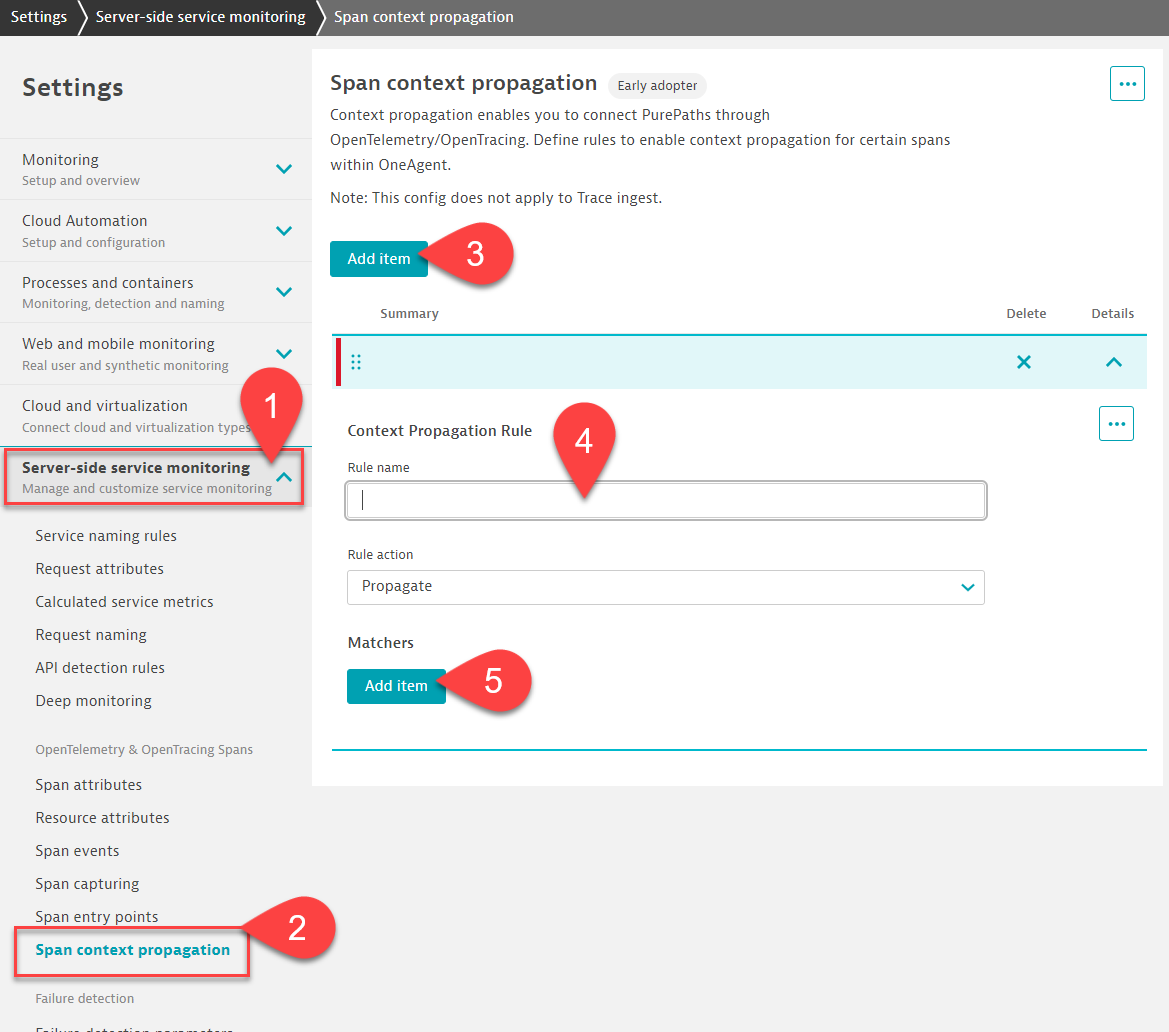 Settings
Server-side service monitoring
Span context propagation
Settings
Monitoring
Setup and overview
Cloud Automation
Setup and configuration
Processes and containers
Monitoring, detection and naming
Web and mobile monitoring
Real user and synthetic monitoring
Cloud and virtualization
Connect cloud and virtualization types
1
Server-side service monitoring
Manage and customize service monitoring
Service naming rules
Request attributes
Calculated service metrics
Request naming
API detection rules
Deep monitoring
OpenTelemetry & OpenTracing Spans
Span attributes
Resource attributes
Span events
Span capturing
Span entry points
Span context propagation
2
Failure detection
Failure detection parameters
Span context propagation
Early adopter
Context propagation enables you to connect PurePaths through
OpenTelemetry/OpenTracing. Define rules to enable context propagation for certain spans
within OneAgent.
Note: This config does not apply to Trace ingest.
Add item
3
Summary
Delete
Details
Context Propagation Rule
4
Rule name
Rule action
Propagate
Matchers
Add item
5